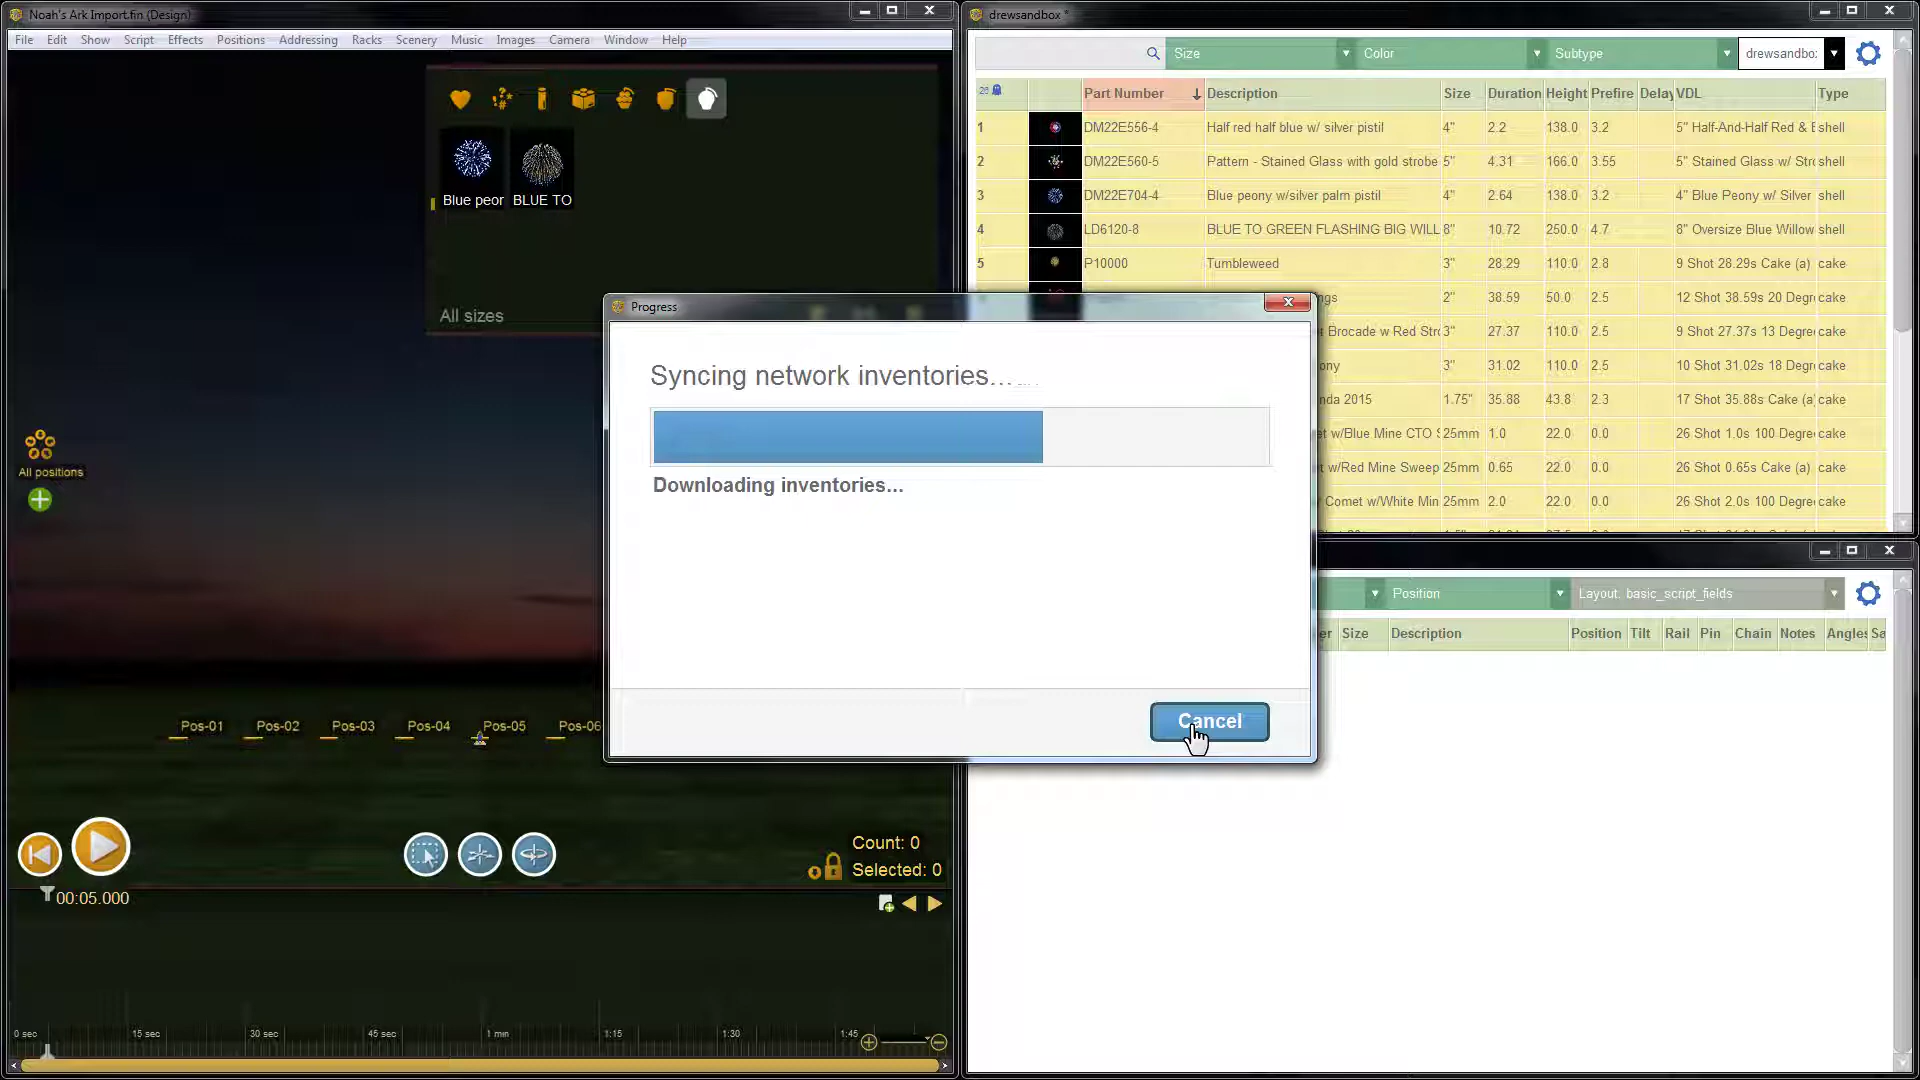 Noah's Ark Import.fin (Design)
File Edit Show Script Effects Positions Addressing Racks Scenery Music Images Camera Window Help
Blue peor BLUE TO
All sizes
All positions
Pos-01 Pos-02 Pos-03 Pos-04 Pos-05 Pos-06
Count: 0
Selected: 0
00:05.000
0 sec 15 sec 30 sec 45 sec 1 min 1:15 1:30 1:45
drewsandbox *
Size Color Subtype drewsandbo
Part Number Description Size Duration Height Prefire Delay VDL Type
1 DM22E556-4 Half red half blue w/ silver pistil 4" 2.2 138.0 3.2 5" Half-And-Half Red & shell
2 DM22E560-5 Pattern - Stained Glass with gold strobe 5" 4.31 166.0 3.55 5" Stained Glass w/ Str shell
3 DM22E704-4 Blue peony w/silver palm pistil 4" 2.64 138.0 3.2 4" Blue Peony w/ Silver shell
4 LD6120-8 BLUE TO GREEN FLASHING BIG WILL 8" 10.72 250.0 4.7 8" Oversize Blue Willow shell
5 P10000 Tumbleweed 3" 28.29 110.0 2.8 9 Shot 28.29s Cake (a) cake
ngs 2" 38.59 50.0 2.5 12 Shot 38.59s 20 Degr cake
t Brocade w Red Str 3" 27.37 110.0 2.5 9 Shot 27.37s 13 Degree cake
ony 3" 31.02 110.0 2.5 10 Shot 31.02s 18 Degr cake
nda 2015 1.75" 35.88 43.8 2.3 17 Shot 35.88s Cake (a cake
et w/Blue Mine CTO 25mm 1.0 22.0 0.0 26 Shot 1.0s 100 Degre cake
et w/Red Mine Sweep 25mm 0.65 22.0 0.0 26 Shot 0.65s Cake (a) cake
Comet w/White Min 25mm 2.0 22.0 0.0 26 Shot 2.0s 100 Degre cake
Progress
Syncing network inventories...
Downloading inventories...
Cancel
Position Layout: basic_script_fields
er Size Description Position Tilt Rail Pin Chain Notes Angles Sa